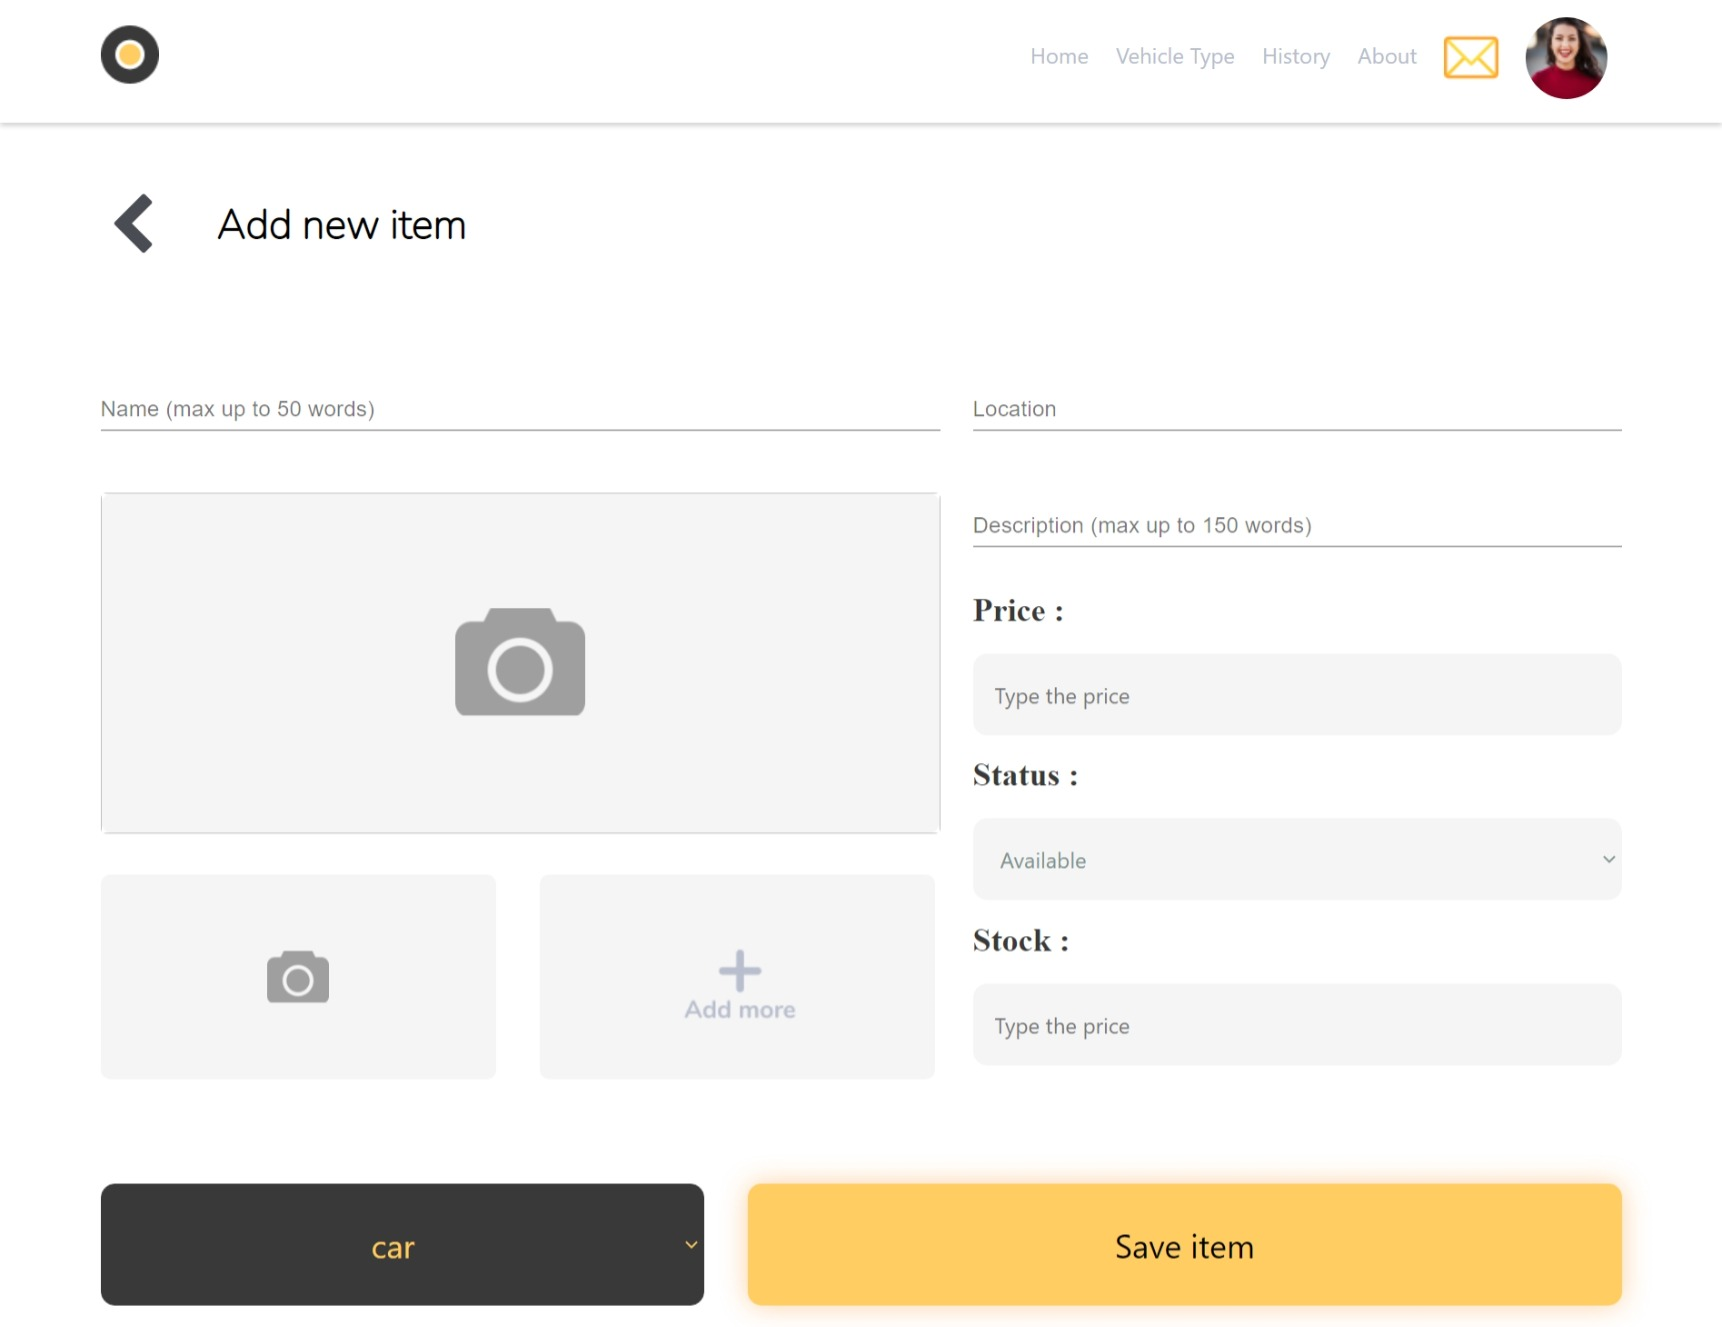 Home Vehicle Type History About
Add new item
Name (max up to 50 words)
Location
Description (max up to 150 words)
Price :
Type the price
Status :
Available
Stock :
Type the price
Add more
car
Save item